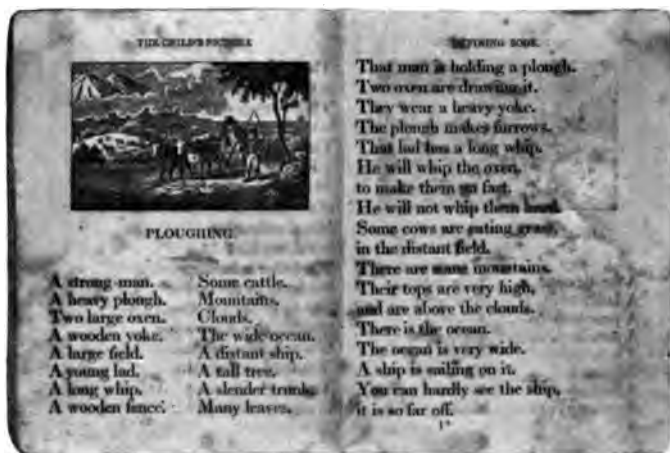 THE CHILD'S PICTURE
PLOUGHING
A strong man.
A heavy plough.
Two large oxen.
A wooden yoke.
A large field.
A young lad.
A long whip.
A wooden fence.
Some cattle.
Mountains.
Clouds.
The wide ocean.
A distant ship.
A tall tree.
A slender trunk.
Many leaves.
DEFINING BOOK.
That man is holding a plough.
Two oxen are drawing it.
They wear a heavy yoke.
The plough makes furrows.
That lad has a long whip.
He will whip the oxen,
to make them go fast.
He will not whip them hard.
Some cows are eating grass,
in the distant field.
There are some mountains.
Their tops are very high,
and are above the clouds.
There is the ocean.
The ocean is very wide.
A ship is sailing on it.
You can hardly see the ship,
it is so far off.
1*